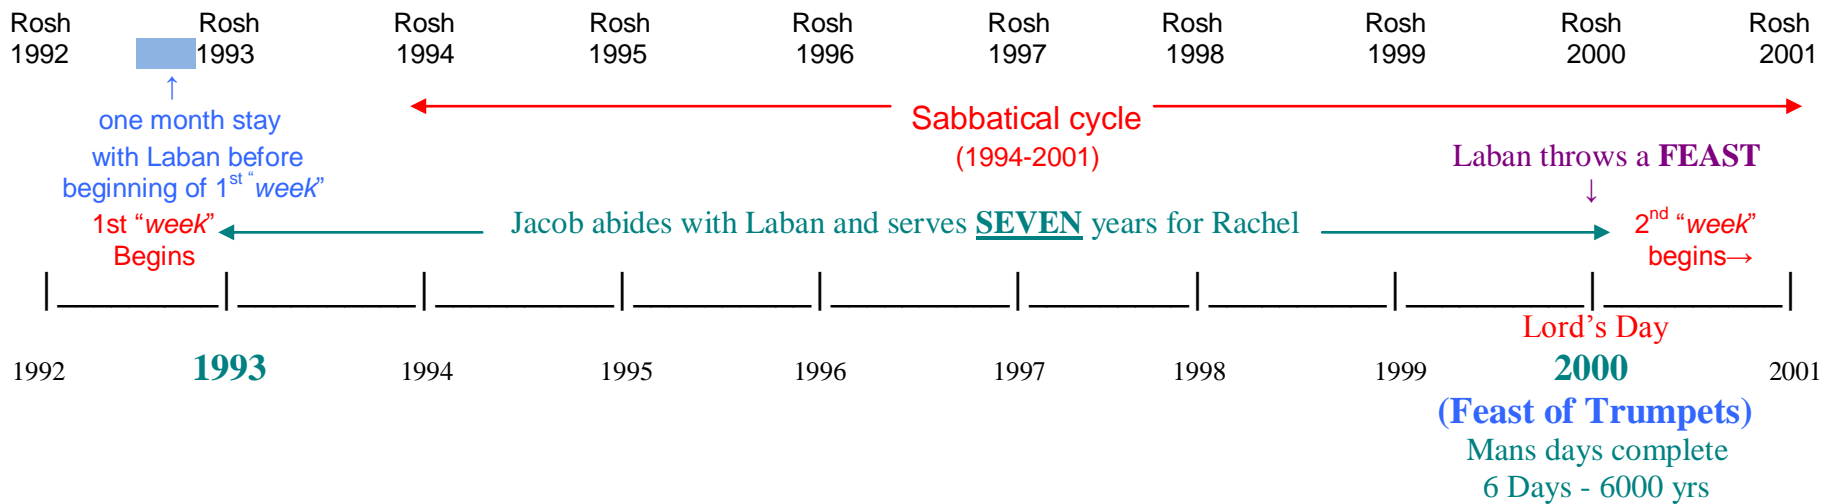 Rosh Rosh Rosh Rosh Rosh Rosh Rosh Rosh Rosh Rosh
1992 1993 1994 1995 1996 1997 1998 1999 2000 2001
↑
one month stay
with Laban before
beginning of 1st “week”
Sabbatical cycle
(1994-2001)
Laban throws a FEAST
↓
1st “week”
Begins
Jacob abides with Laban and serves SEVEN years for Rachel
2nd “week”
begins→
Lord’s Day
1992 1993 1994 1995 1996 1997 1998 1999 2000 2001
(Feast of Trumpets)
Mans days complete
6 Days - 6000 yrs